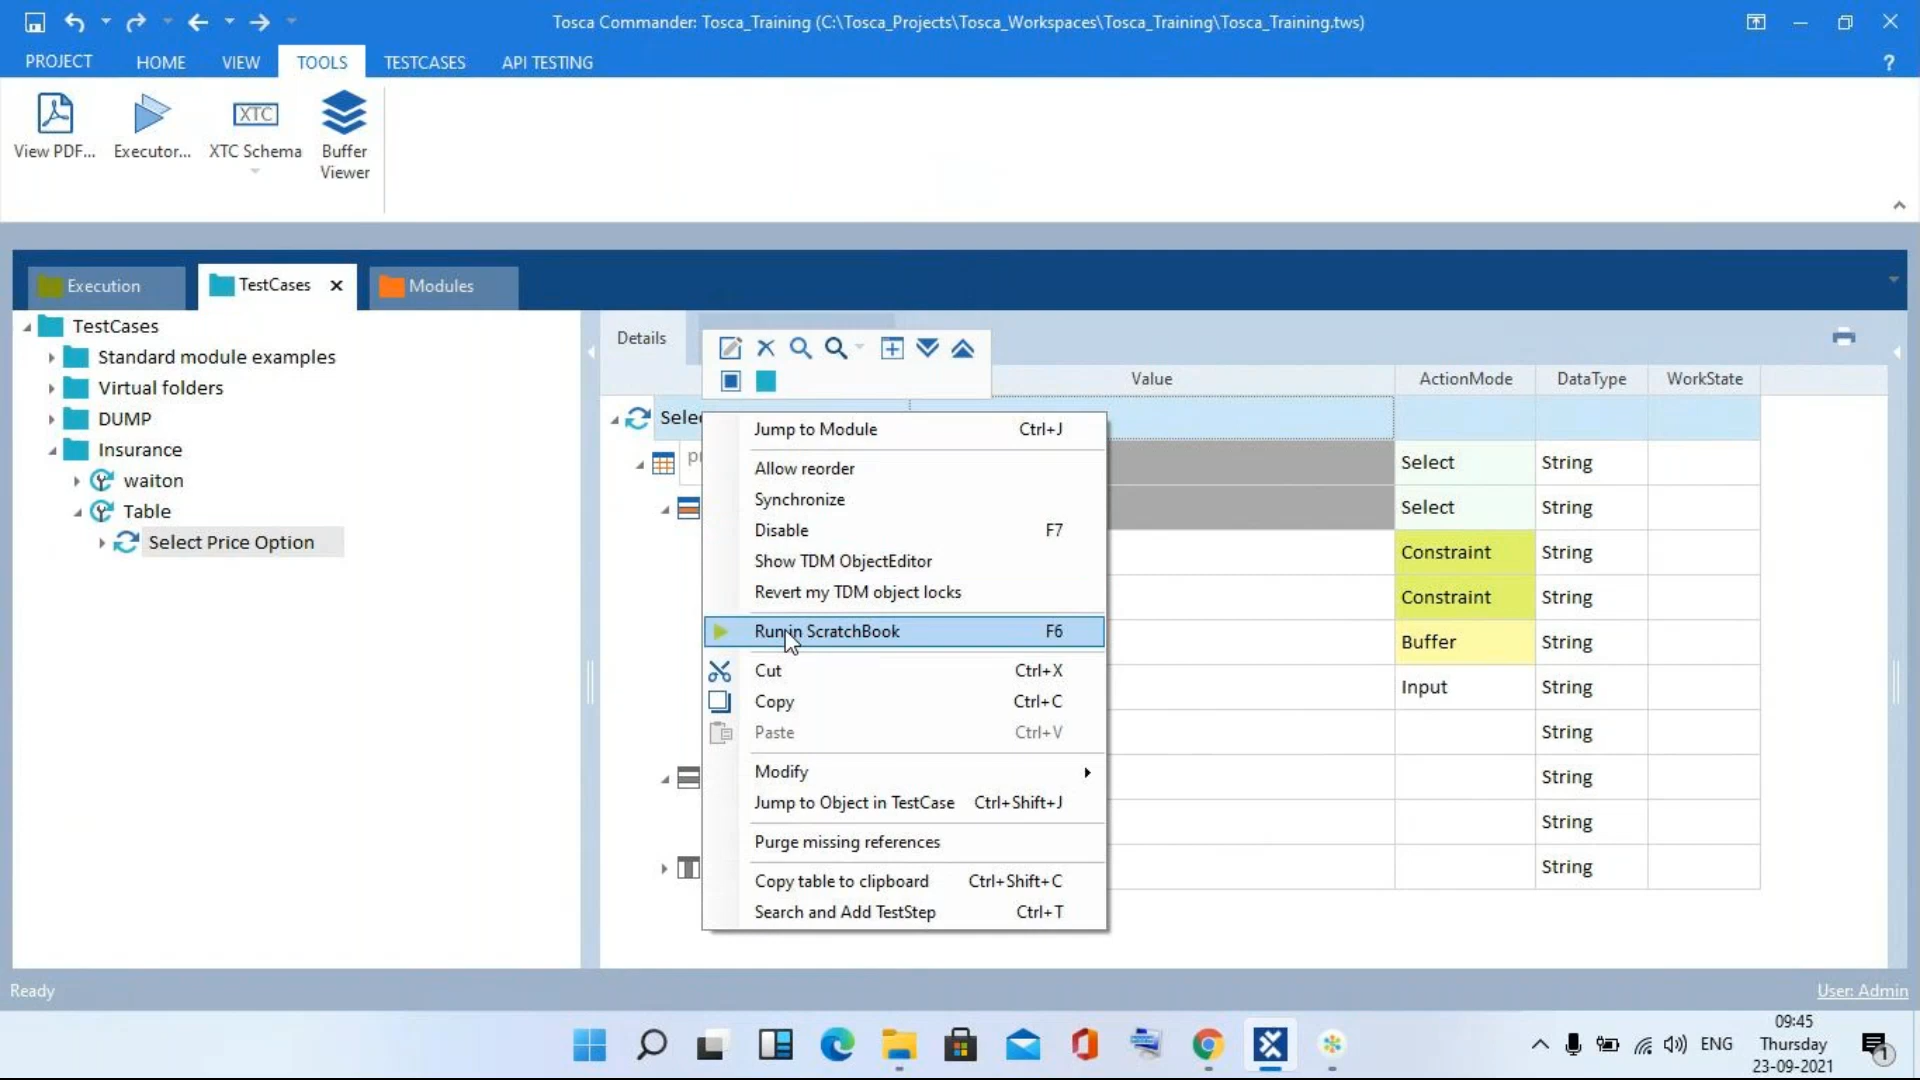 Tosca Commander: Tosca_Training (C:\Tosca_Projects\Tosca_Workspaces\Tosca_Training\Tosca_Training.tws)
PROJECT HOME VIEW TOOLS TESTCASES API TESTING ?
View PDF... Executor... XTC Schema Buffer Viewer
XTC
Execution TestCases Modules
TestCases
Standard module examples
Virtual folders
DUMP
Insurance
waiton
Table
Select Price Option
Details
Value ActionMode DataType WorkState
Select String
Select String
Constraint String
Constraint String
Buffer String
Input String
String
String
String
String
Jump to Module Ctrl+J
Allow reorder
Synchronize
Disable F7
Show TDM ObjectEditor
Revert my TDM object locks
Run in ScratchBook F6
Cut Ctrl+X
Copy Ctrl+C
Paste Ctrl+V
Modify
Jump to Object in TestCase Ctrl+Shift+J
Purge missing references
Copy table to clipboard Ctrl+Shift+C
Search and Add TestStep Ctrl+T
Ready
User: Admin
ENG
09:45
Thursday
23-09-2021
1